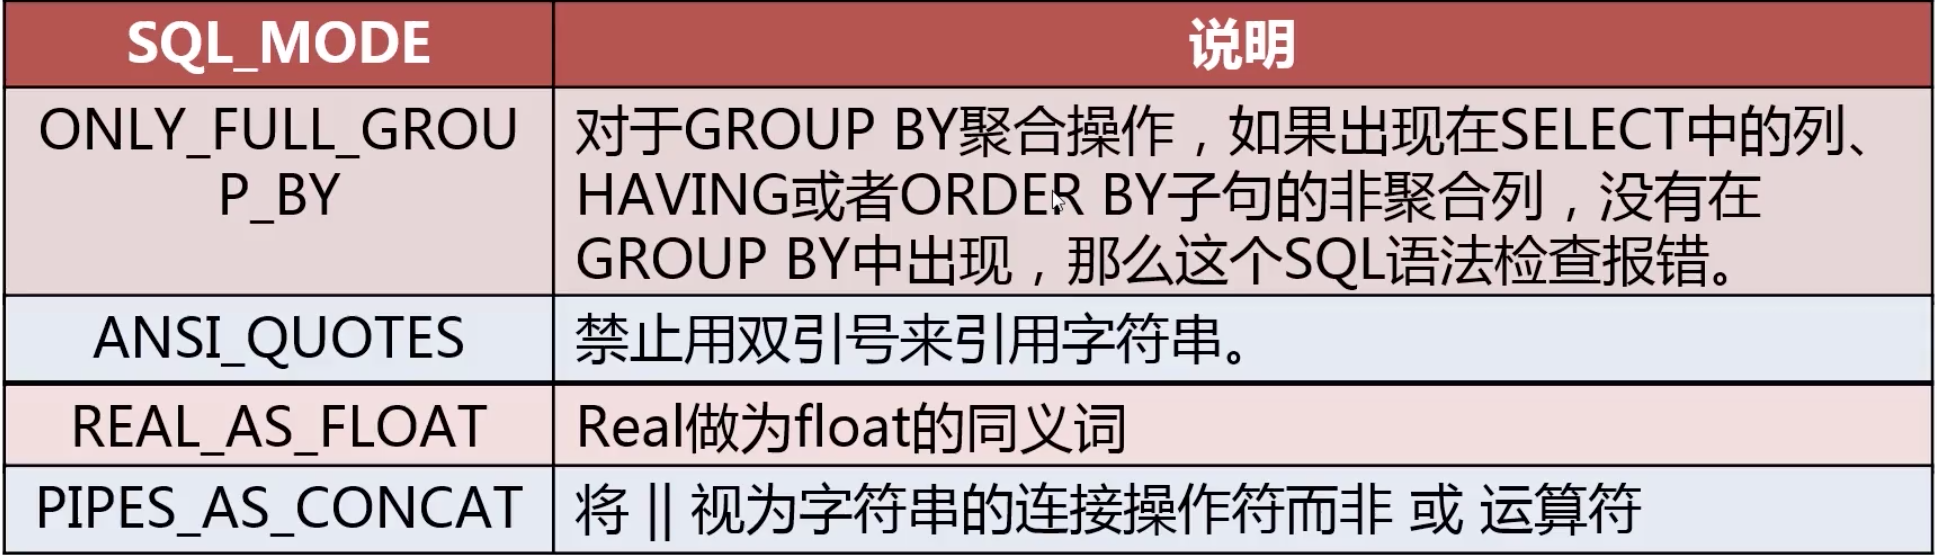 SQL_MODE
说明
ONLY_FULL_GROU
P_BY
对于GROUP BY聚合操作，如果出现在SELECT中的列、
HAVING或者ORDER BY子句的非聚合列，没有在
GROUP BY中出现，那么这个SQL语法检查报错。
ANSI_QUOTES
禁止用双引号来引用字符串。
REAL_AS_FLOAT
Real做为float的同义词
PIPES_AS_CONCAT
将 || 视为字符串的连接操作符而非 或 运算符